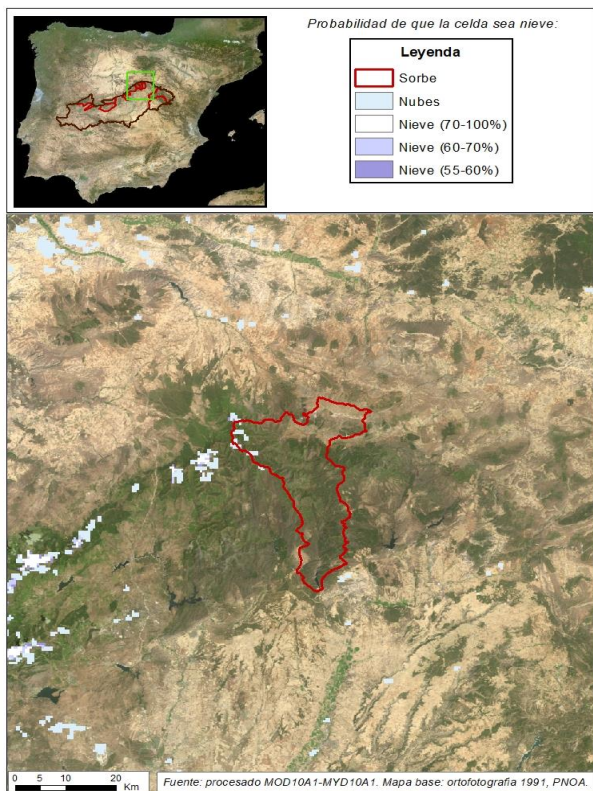 Probabilidad de que la celda sea nieve:
Leyenda
Sorbe
Nubes
Nieve (70-100%)
Nieve (60-70%)
Nieve (55-60%)
0 5 10 20
Km
Fuente: procesado MOD10A1-MYD10A1. Mapa base: ortofotografia 1991, PNOA.